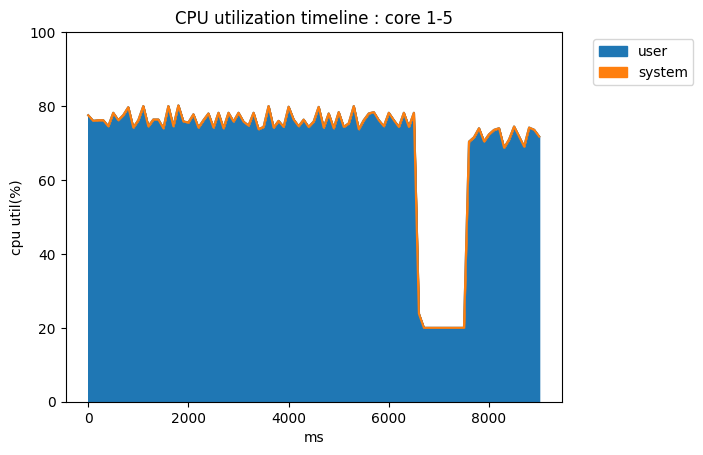 CPU utilization timeline : core 1-5
user
system
100
80
60
40
20
0
cpu util(%)
0 2000 4000 6000 8000
ms